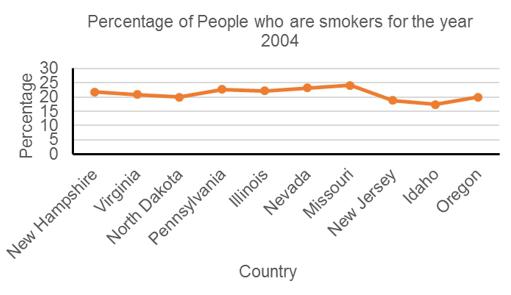 Percentage of People who are smokers for the year
2004
Percentage
30
25
20
15
10
5
0
New Hampshire
Virginia
North Dakota
Pennsylvania
Illinois
Nevada
Missouri
New Jersey
Idaho
Oregon
Country